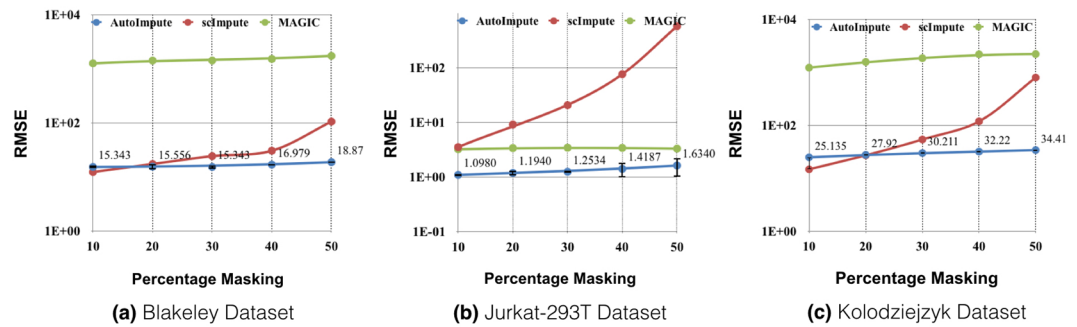 1E+04
AutoImpute scImpute MAGIC
RMSE
1E+02
15.343
15.556
15.343
16.979
18.87
1E+00
10 20 30 40 50
Percentage Masking
(a) Blakeley Dataset
AutoImpute scImpute MAGIC
1E+02
RMSE
1E+01
1.0980
1.1940
1.2534
1.4187
1.6340
1E+00
1E-01
10 20 30 40 50
Percentage Masking
(b) Jurkat-293T Dataset
1E+04
AutoImpute scImpute MAGIC
RMSE
1E+02
25.135
27.92
30.211
32.22
34.41
1E+00
10 20 30 40 50
Percentage Masking
(c) Kolodziejzyk Dataset